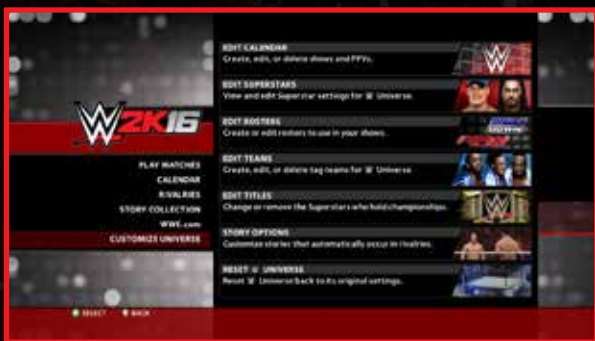 W 2K16
PLAY MATCHES
CALENDAR
RIVALRIES
STORY COLLECTION
WWE.com
CUSTOMIZE UNIVERSE
EDIT CALENDAR
Create, edit, or delete shows and PPVs.
EDIT SUPERSTARS
View and edit Superstar settings for W Universe.
EDIT ROSTERS
Create or edit rosters to use in your shows.
EDIT TEAMS
Create, edit, or delete tag teams for W Universe.
EDIT TITLES
Change or remove the Superstars who hold championships.
STORY OPTIONS
Customize stories that automatically occur in rivalries.
RESET W UNIVERSE
Reset W Universe back to its original settings.
SELECT BACK